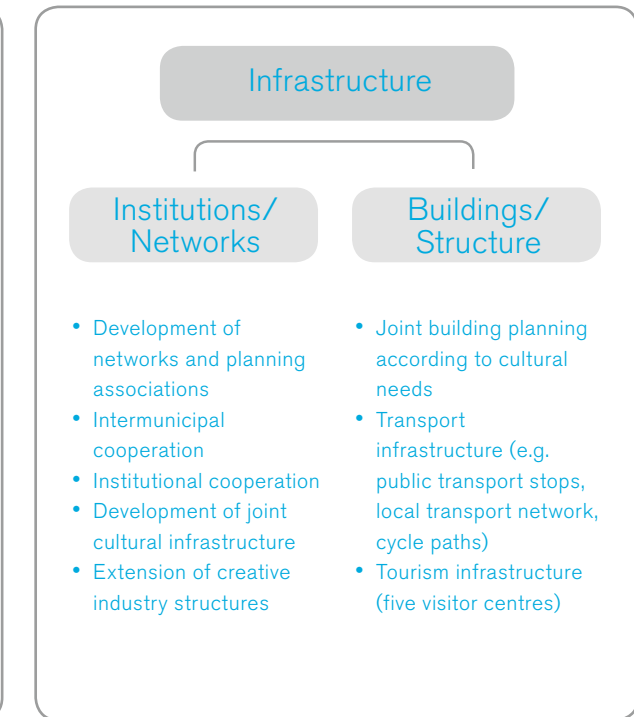 Infrastructure
Institutions/
Networks
• Development of
networks and planning
associations
• Intermunicipal
cooperation
• Institutional cooperation
• Development of joint
cultural infrastructure
• Extension of creative
industry structures
Buildings/
Structure
• Joint building planning
according to cultural
needs
• Transport
infrastructure (e.g.
public transport stops,
local transport network,
cycle paths)
• Tourism infrastructure
(five visitor centres)